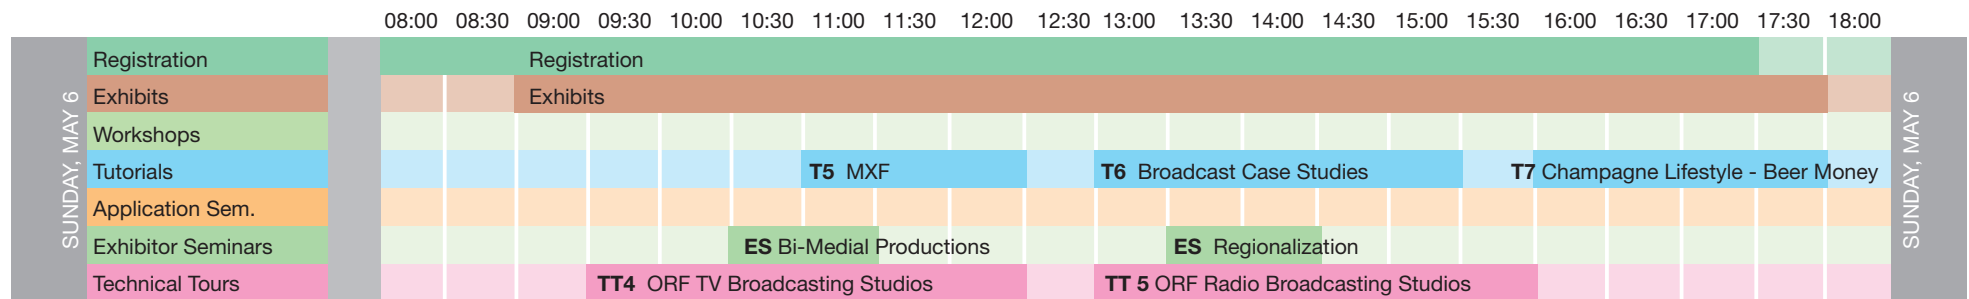 08:00 08:30 09:00 09:30 10:00 10:30 11:00 11:30 12:00 12:30 13:00 13:30 14:00 14:30 15:00 15:30 16:00 16:30 17:00 17:30 18:00
SUNDAY, MAY 6
Registration Registration
Exhibits Exhibits
Workshops
Tutorials T5 MXF T6 Broadcast Case Studies T7 Champagne Lifestyle - Beer Money
Application Sem.
Exhibitor Seminars ES Bi-Medial Productions ES Regionalization
Technical Tours TT4 ORF TV Broadcasting Studios TT 5 ORF Radio Broadcasting Studios
SUNDAY, MAY 6